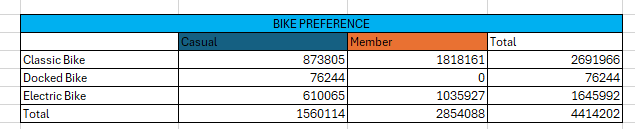 BIKE PREFERENCE
Casual Member Total
Classic Bike 873805 1818161 2691966
Docked Bike 76244 0 76244
Electric Bike 610065 1035927 1645992
Total 1560114 2854088 4414202